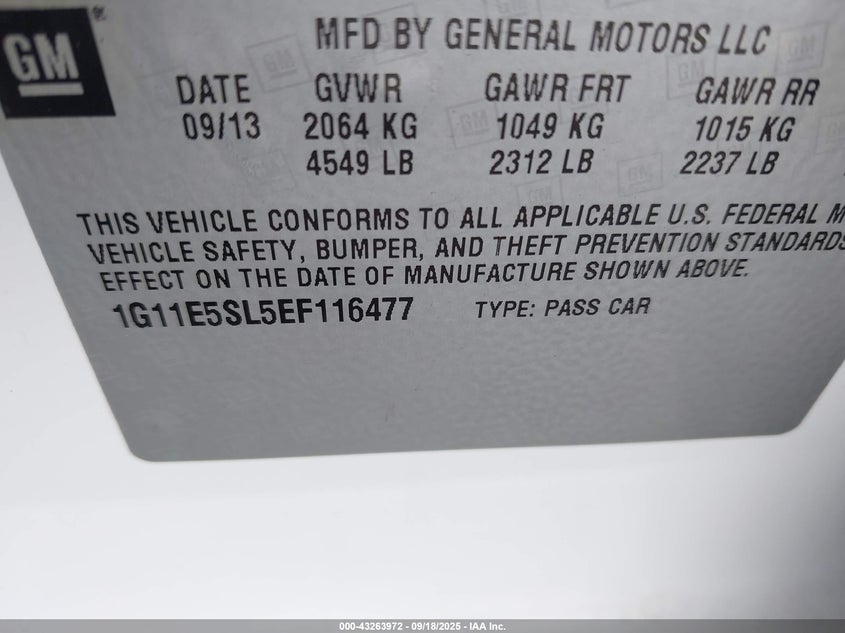 GM®
MFD BY GENERAL MOTORS LLC
DATE GVWR GAWR FRT GAWR RR
09/13 2064 KG 1049 KG 1015 KG
4549 LB 2312 LB 2237 LB
THIS VEHICLE CONFORMS TO ALL APPLICABLE U.S. FEDERAL M
VEHICLE SAFETY, BUMPER, AND THEFT PREVENTION STANDARDS
EFFECT ON THE DATE OF MANUFACTURE SHOWN ABOVE.
1G11E5SL5EF116477 TYPE: PASS CAR
000-43263972 - 09/18/2025 - IAA Inc.